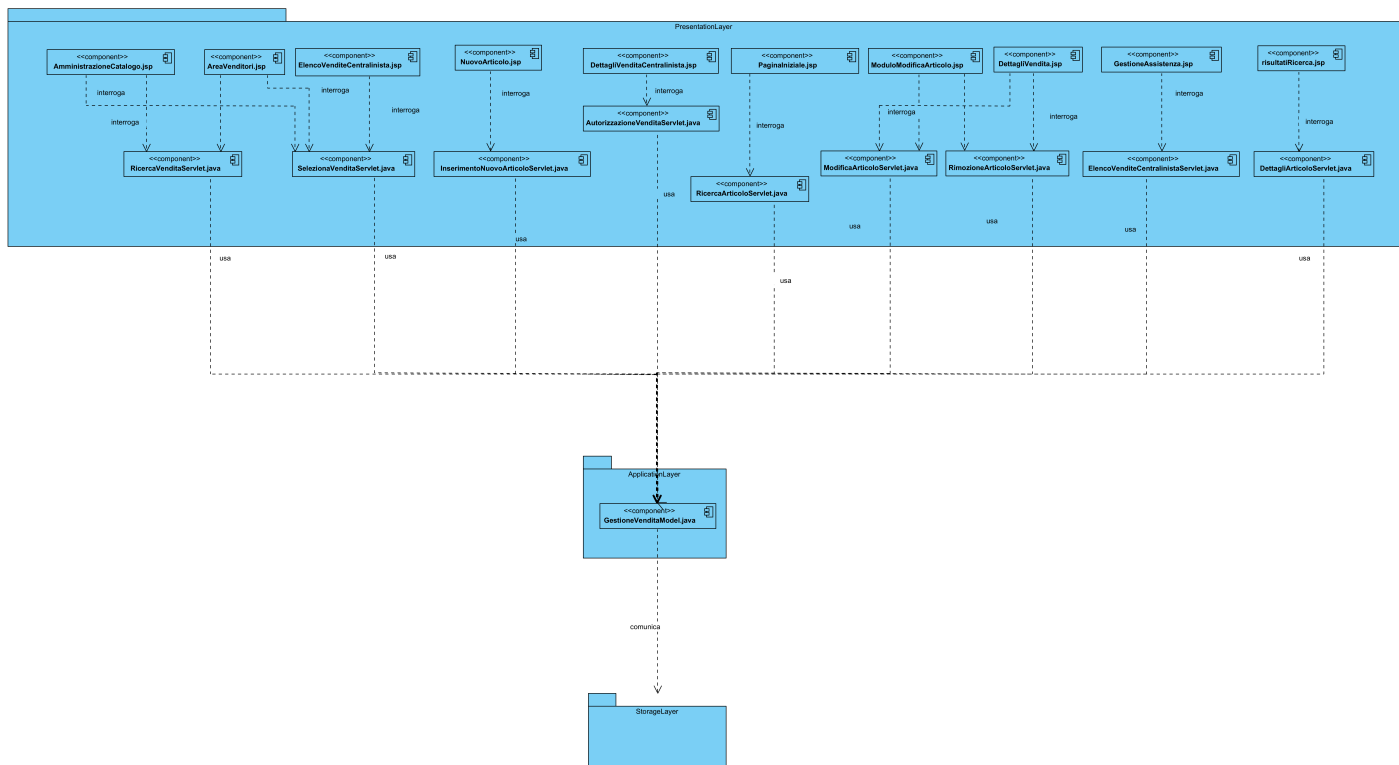 PresentationLayer
<<component>>
AmministrazioneCatalogo.jsp
<<component>>
AreaVenditori.jsp
<<component>>
ElencoVenditeCentralinista.jsp
<<component>>
NuovoArticolo.jsp
<<component>>
DettagliVenditaCentralinista.jsp
<<component>>
PaginaIniziale.jsp
<<component>>
ModuloModificaArticolo.jsp
<<component>>
DettagliVendita.jsp
<<component>>
GestioneAssistenza.jsp
<<component>>
risultatiRicerca.jsp
interroga
interroga
interroga
interroga
interroga
interroga
interroga
interroga
interroga
interroga
<<component>>
AutorizzazioneVenditaServlet.java
<<component>>
RicercaVenditaServlet.java
<<component>>
SelezionaVenditaServlet.java
<<component>>
InserimentoNuovoArticoloServlet.java
<<component>>
RicercaArticoloServlet.java
<<component>>
ModificaArticoloServlet.java
<<component>>
RimozioneArticoloServlet.java
<<component>>
ElencoVenditeCentralinistaServlet.java
<<component>>
DettagliArticoloServlet.java
usa
usa
usa
usa
usa
usa
usa
usa
usa
ApplicationLayer
<<component>>
GestioneVenditaModel.java
comunica
StorageLayer